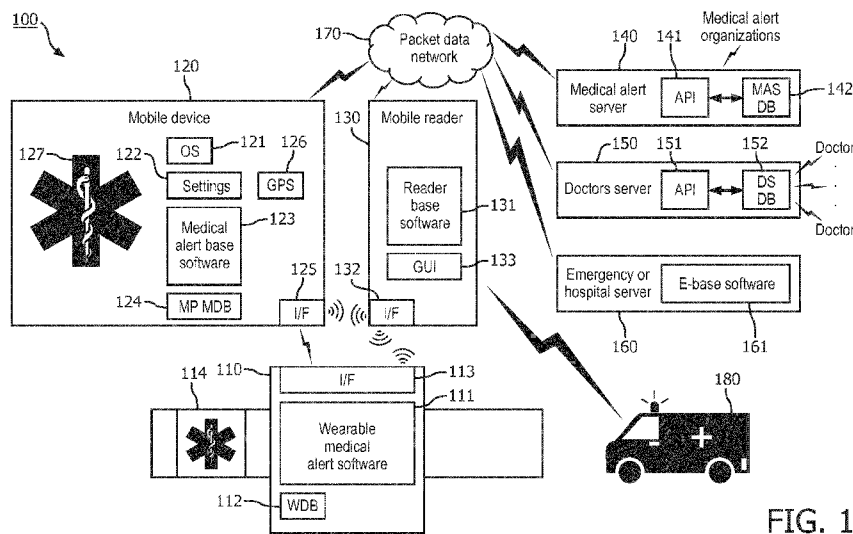 100
170
Packet data
network
Medical alert
organizations
140
141
Medical alert
server
API
MAS
DB
142
120
Mobile device
127
OS
121
126
122
Settings
GPS
Medical
alert base
software
123
124
MP MDB
125
I/F
130
Mobile reader
Reader
base
software
131
GUI
133
132
I/F
150
151
152
Doctors server
API
DS
DB
Doctor
Doctor
Emergency or
hospital server
E-base software
160
161
110
I/F
113
114
111
Wearable
medical
alert software
112
WDB
180
FIG. 1